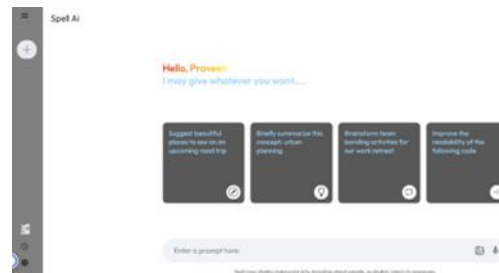 Spell Ai
Hello, Praveen
I may give whatever you want....
Suggest beautiful
places to see on an
upcoming road trip
Briefly summarize this
concept: urban
planning
Brainstorm team
bonding activities for
our work retreat
Improve the
readability of the
following code
Enter a prompt here